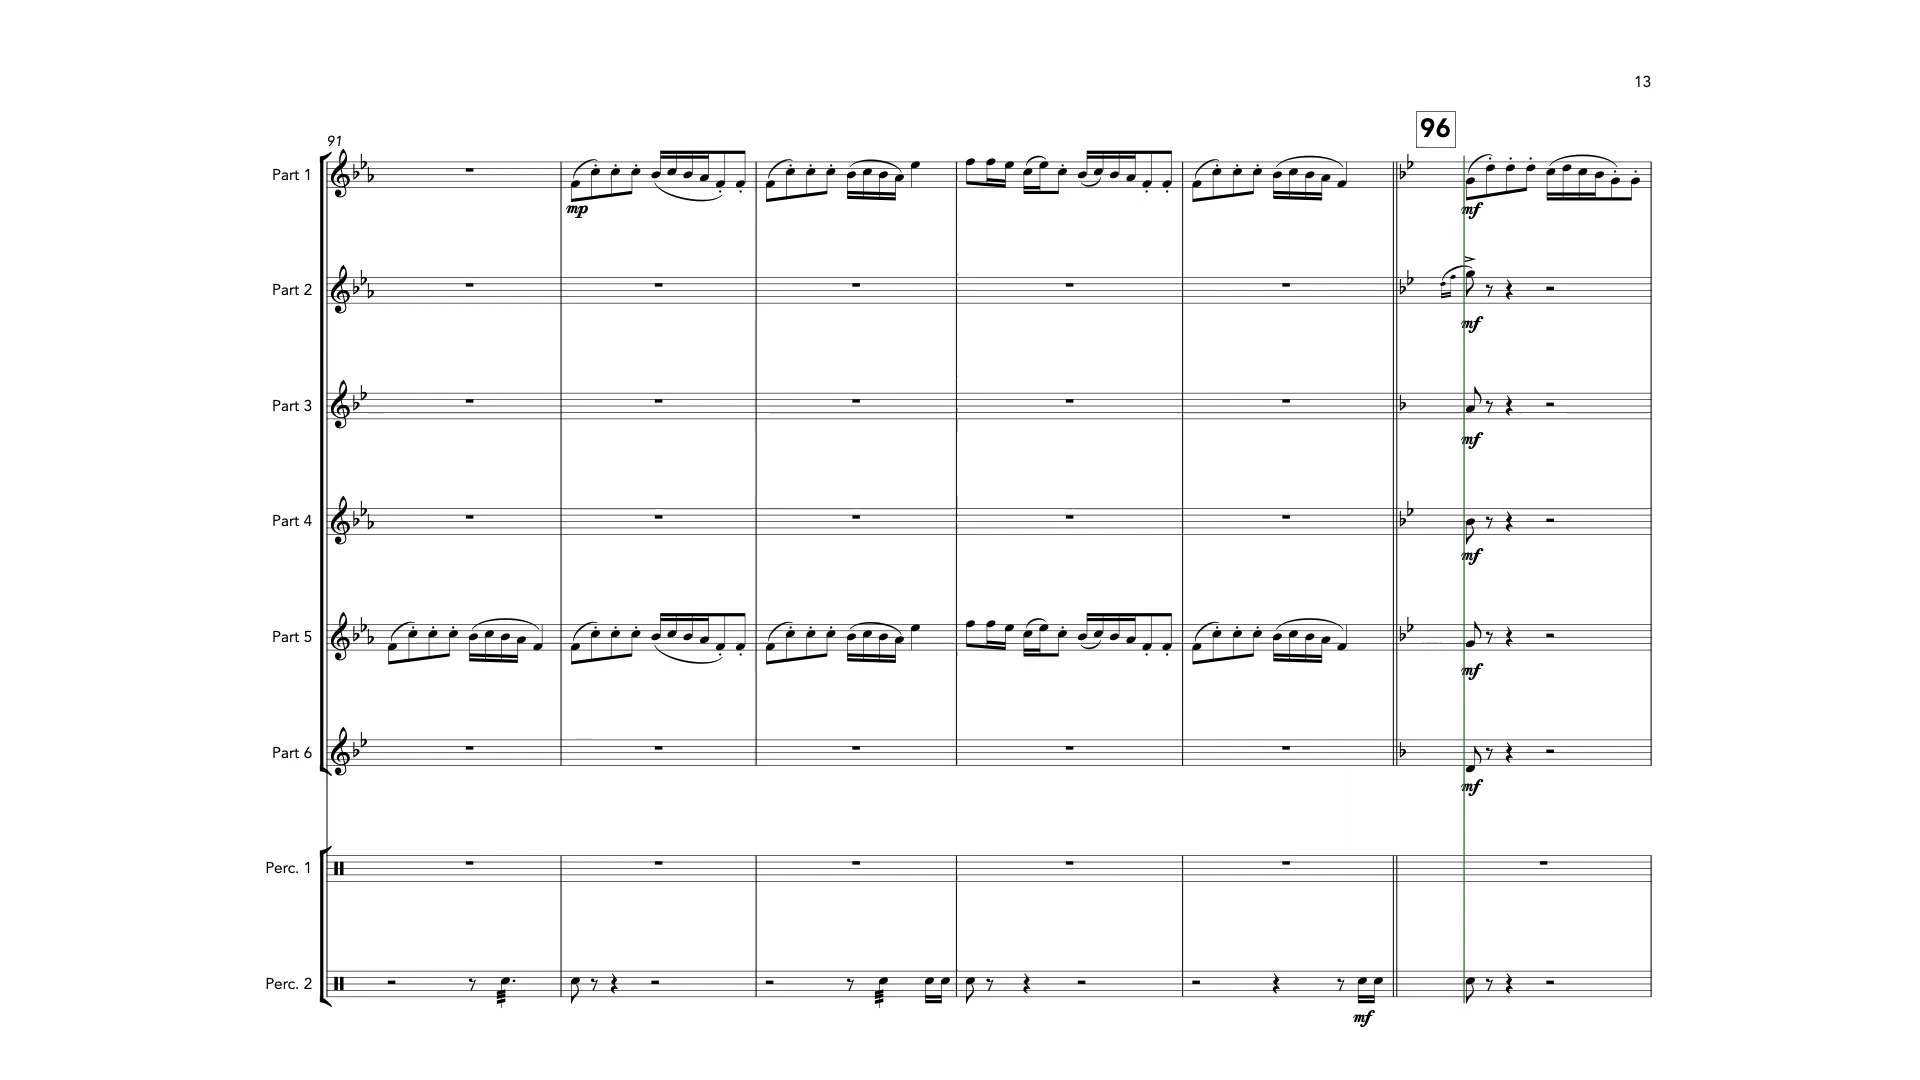 13
96
91
Part 1
mp
mf
Part 2
mf
Part 3
mf
Part 4
mf
Part 5
mf
Part 6
mf
Perc. 1
Perc. 2
mf